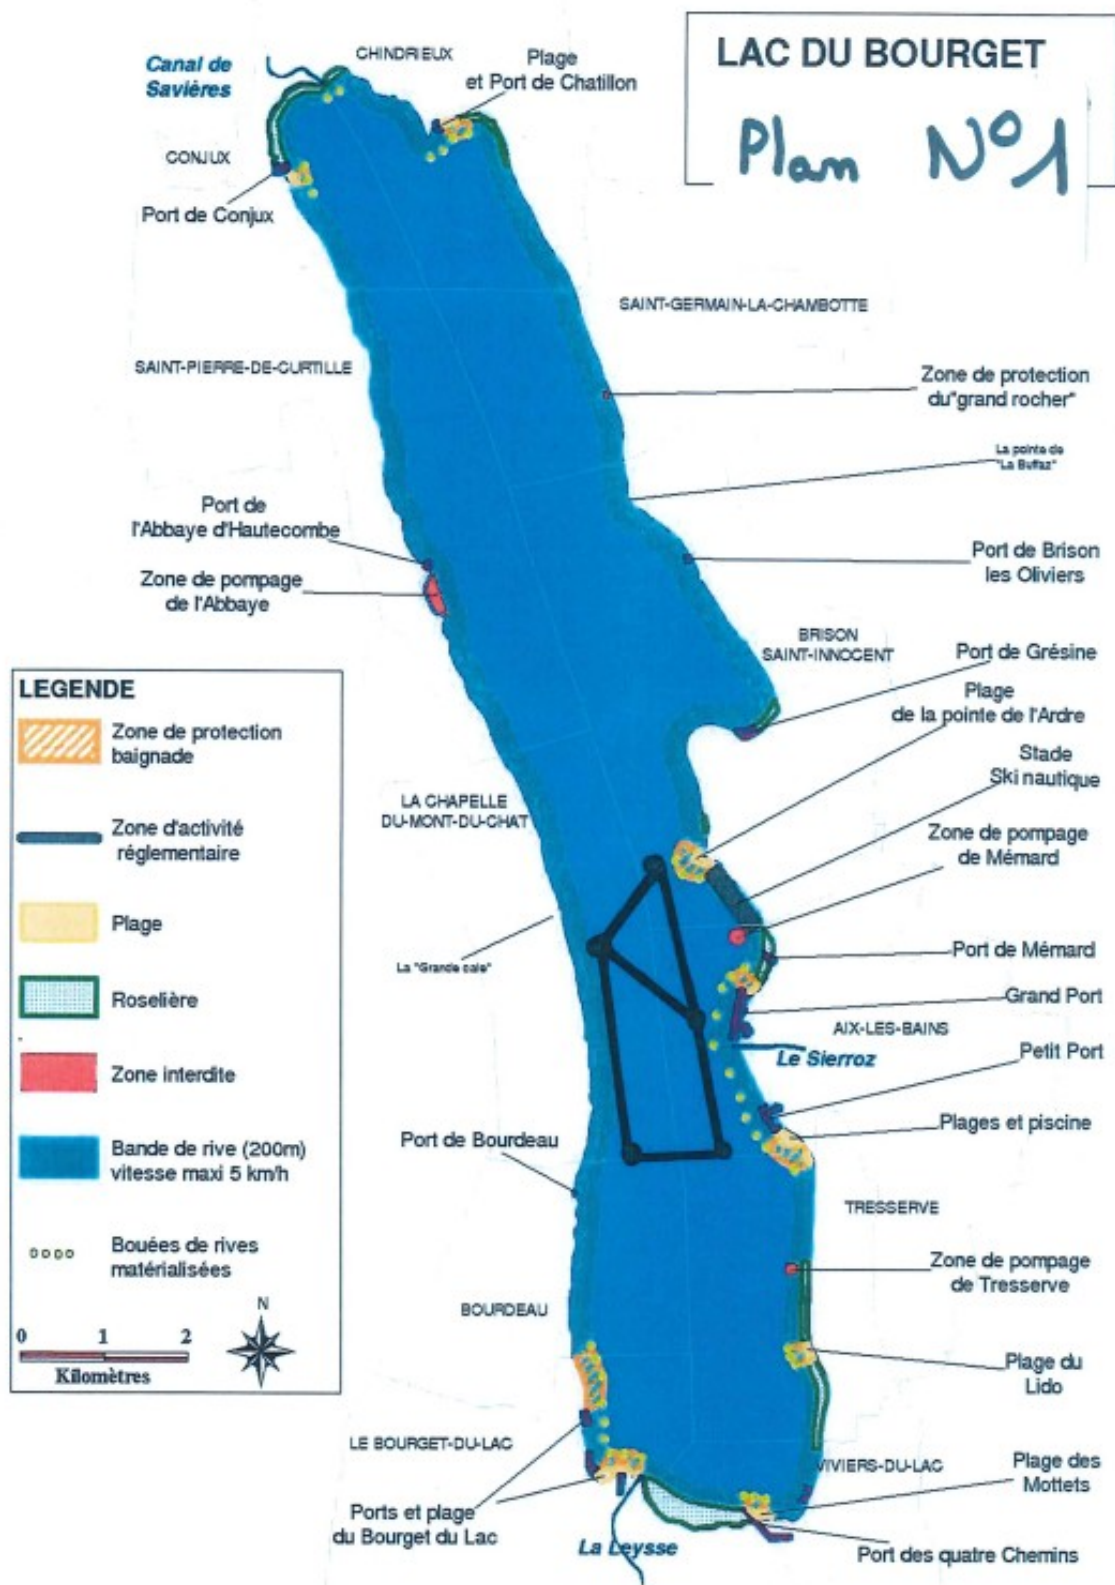 LAC DU BOURGET
Plan N°1
CHINDRIEUX
Canal de
Savières
Plage
et Port de Chatillon
CONJUX
Port de Conjux
SAINT-GERMAIN-LA-CHAMBOTTE
SAINT-PIERRE-DE-CURTILLE
Zone de protection
du"grand rocher"
La pointe de
"La Buffaz"
Port de
l'Abbaye d'Hautecombe
Port de Brison
les Oliviers
Zone de pompage
de l'Abbaye
BRISON
SAINT-INNOCENT
Port de Grésine
Plage
de la pointe de l'Ardre
Stade
Ski nautique
LA CHAPELLE
DU-MONT-DU-CHAT
Zone de pompage
de Mémard
La "Grande cale"
Port de Mémard
Grand Port
AIX-LES-BAINS
Le Sierroz
Petit Port
Plages et piscine
Port de Bourdeau
TRESSERVE
Zone de pompage
de Tresserve
BOURDEAU
Plage du
Lido
LE BOURGET-DU-LAC
VIVIERS-DU-LAC
Plage des
Mottets
Ports et plage
du Bourget du Lac
La Leysse
Port des quatre Chemins
LEGENDE
Zone de protection
baignade
Zone d'activité
réglementaire
Plage
Roselière
Zone interdite
Bande de rive (200m)
vitesse maxi 5 km/h
Bouées de rives
matérialisées
N
0 1 2
Kilomètres